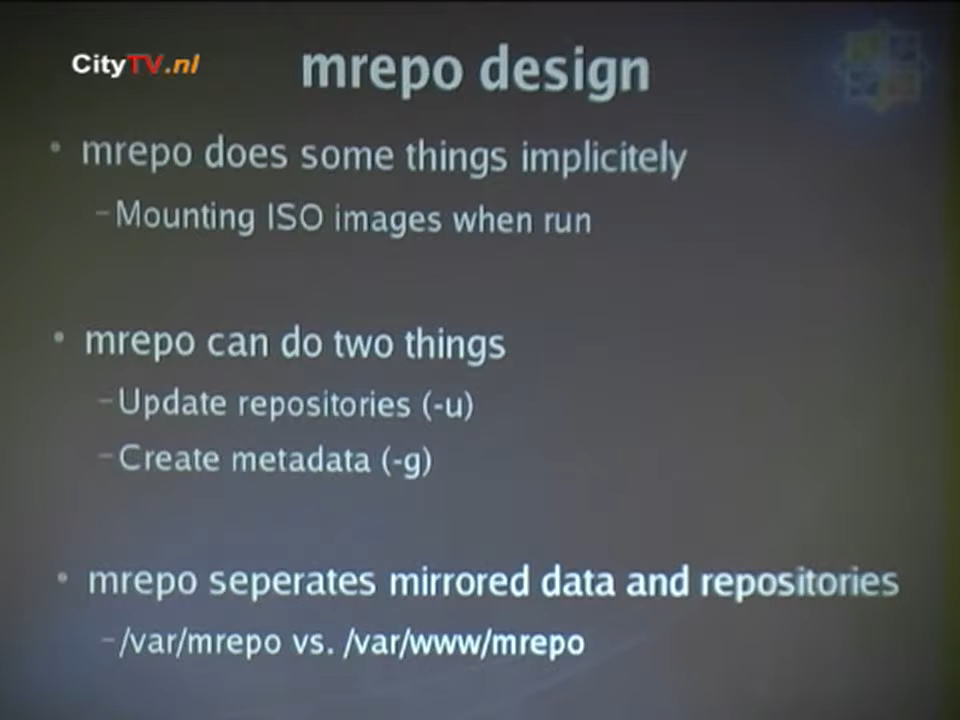 CityTV.nl
mrepo design
• mrepo does some things implicitely
– Mounting ISO images when run
• mrepo can do two things
– Update repositories (-u)
– Create metadata (-g)
• mrepo seperates mirrored data and repositories
– /var/mrepo vs. /var/www/mrepo